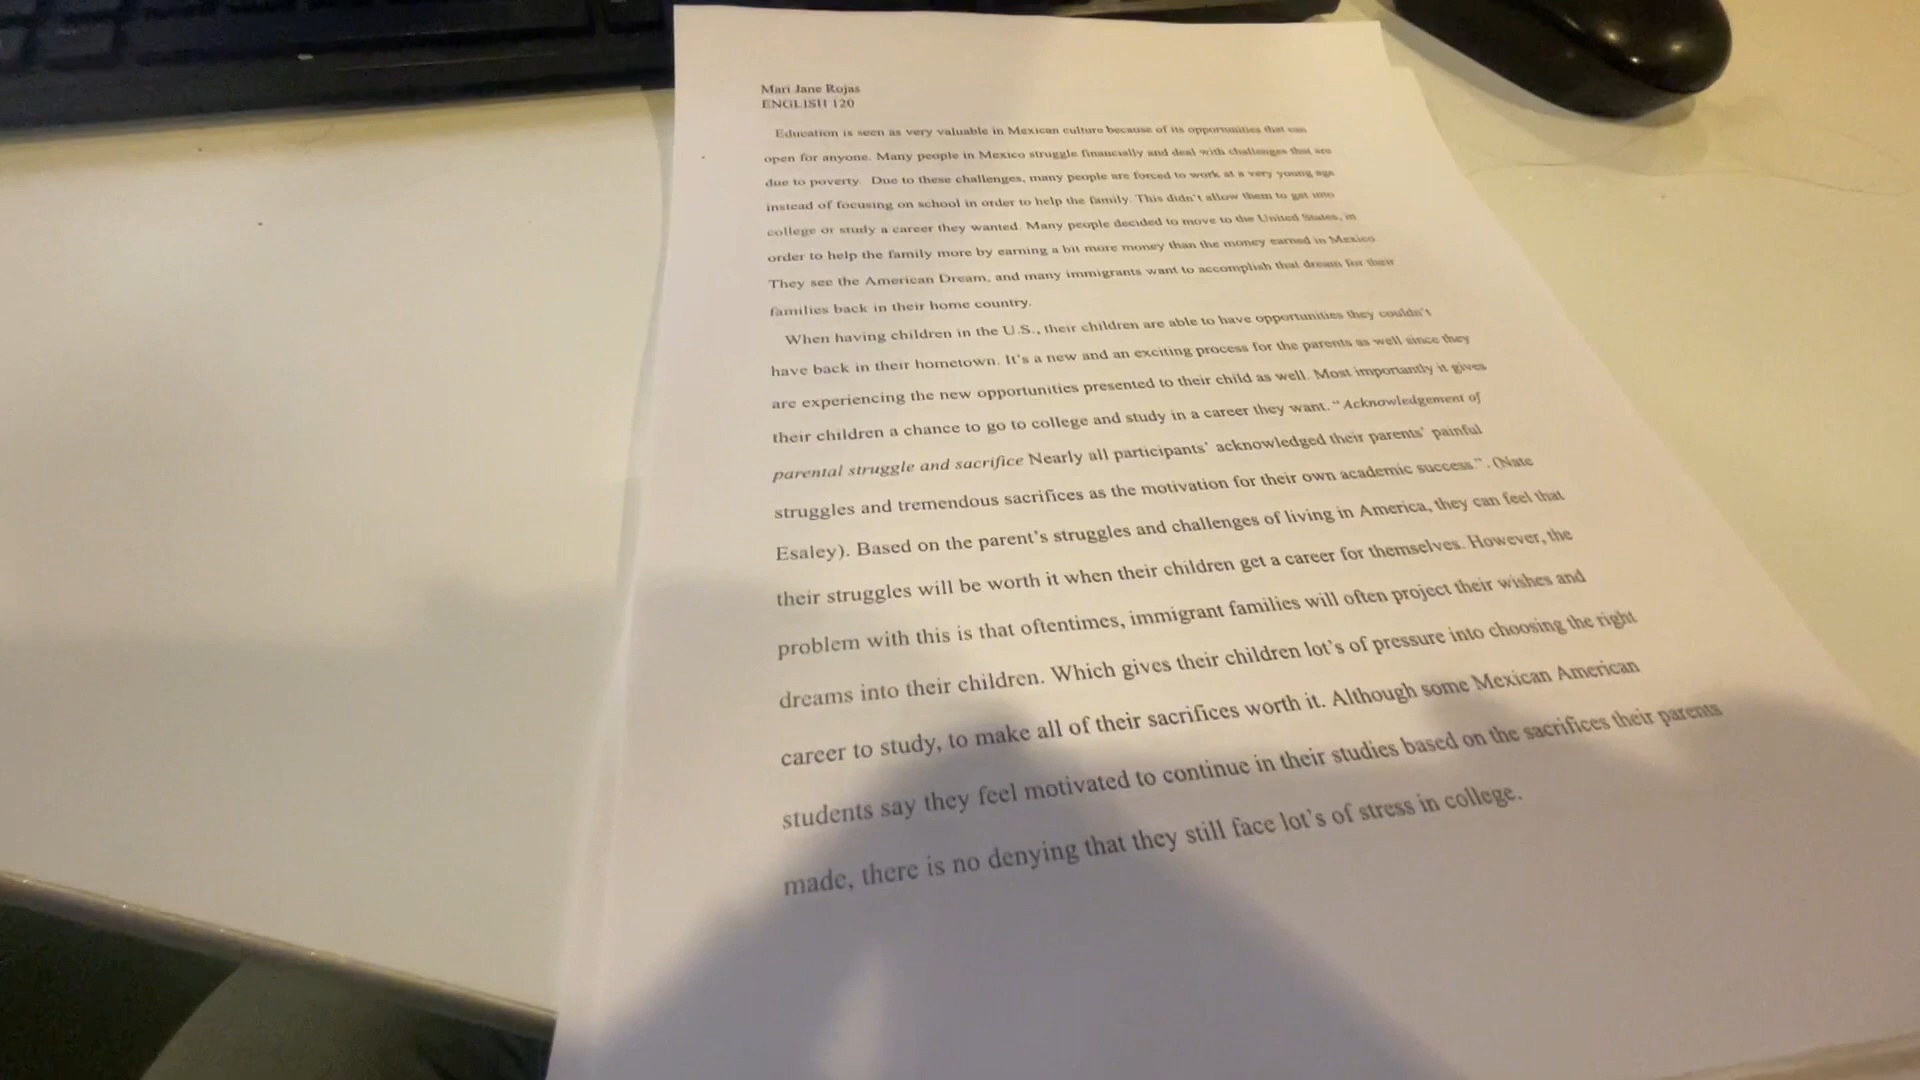 Mari Jane Rojas
ENGLISH 120
Education is seen as very valuable in Mexican culture because of its opportunities that can
open for anyone. Many people in Mexico struggle financially and deal with challenges that are
due to poverty.  Due to these challenges, many people are forced to work at a very young age
instead of focusing on school in order to help the family. This didn't allow them to get into
college or study a career they wanted. Many people decided to move to the United States, in
order to help the family more by earning a bit more money than the money earned in Mexico
They see the American Dream, and many immigrants want to accomplish that dream for their
families back in their home country.
When having children in the U.S., their children are able to have opportunities they couldn't
have back in their hometown. It's a new and an exciting process for the parents as well since they
are experiencing the new opportunities presented to their child as well. Most importantly it gives
their children a chance to go to college and study in a career they want. “ Acknowledgement of
parental struggle and sacrifice Nearly all participants' acknowledged their parents' painful
struggles and tremendous sacrifices as the motivation for their own academic success.” . (Nate
Esaley). Based on the parent's struggles and challenges of living in America, they can feel that
their struggles will be worth it when their children get a career for themselves. However, the
problem with this is that oftentimes, immigrant families will often project their wishes and
dreams into their children. Which gives their children lot's of pressure into choosing the right
career to study, to make all of their sacrifices worth it. Although some Mexican American
students say they feel motivated to continue in their studies based on the sacrifices their parents
made, there is no denying that they still face lot's of stress in college.